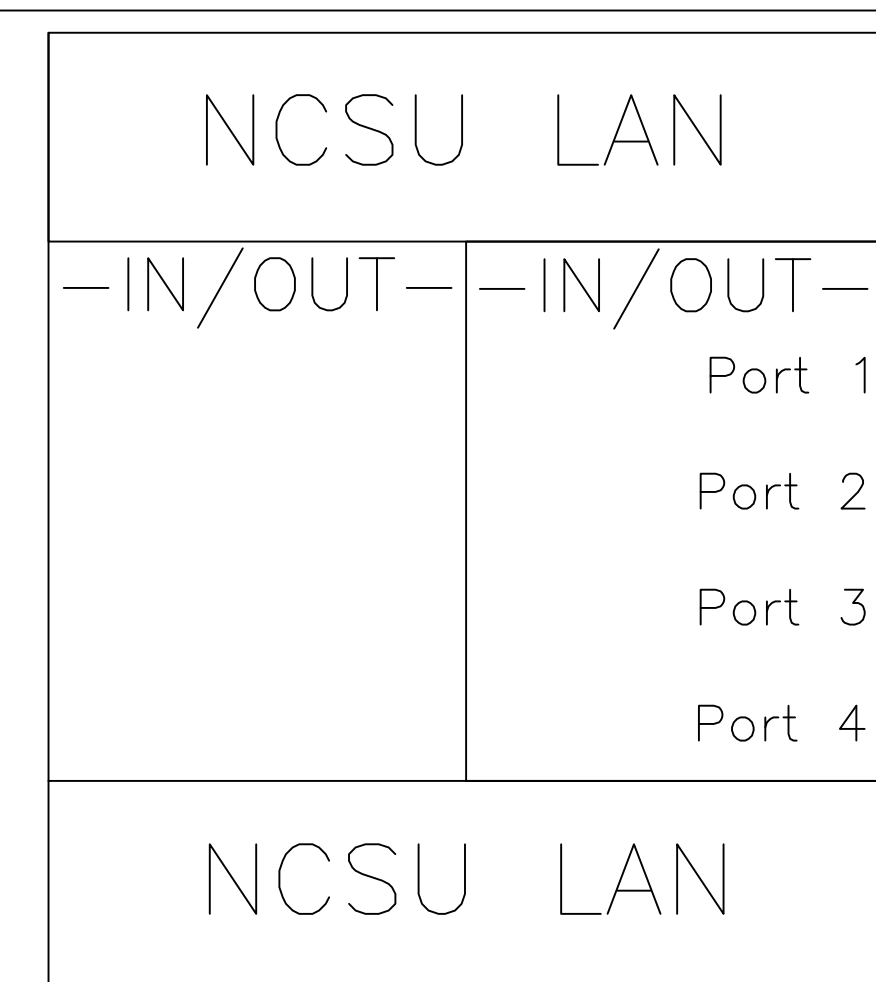 NCSU LAN
-IN/OUT- -IN/OUT-
Port 1
Port 2
Port 3
Port 4
NCSU LAN